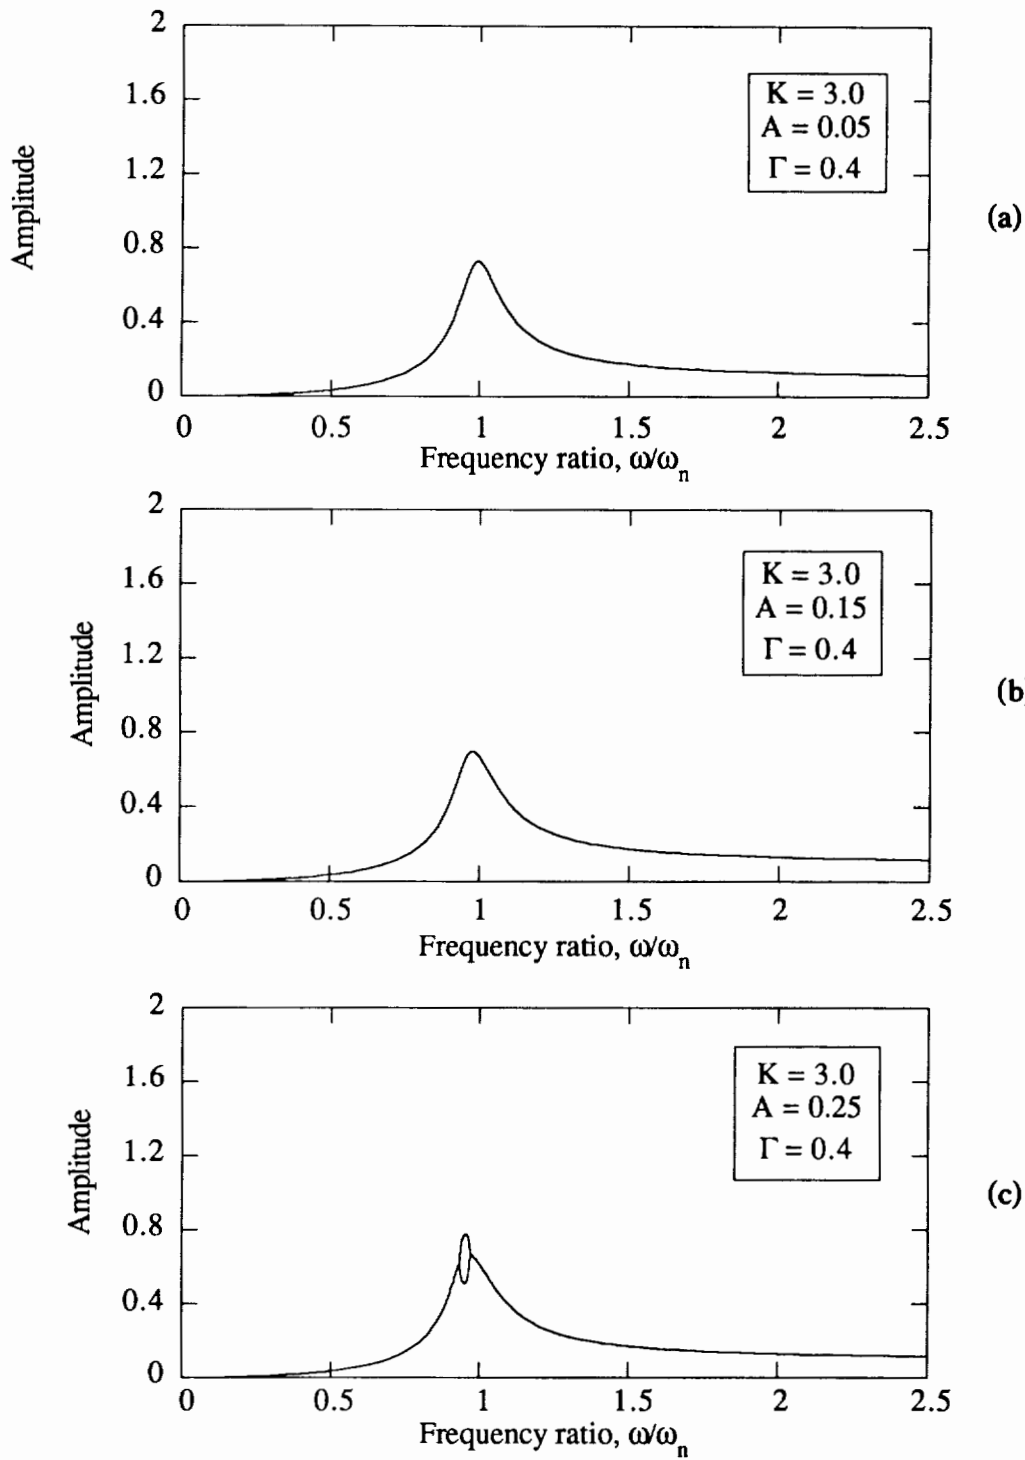 2
1.6
1.2
0.8
0.4
0
Amplitude
K = 3.0
A = 0.05
Γ = 0.4
(a)
0 0.5 1 1.5 2 2.5
Frequency ratio, ω/ωn
2
1.6
1.2
0.8
0.4
0
Amplitude
K = 3.0
A = 0.15
Γ = 0.4
(b)
0 0.5 1 1.5 2 2.5
Frequency ratio, ω/ωn
2
1.6
1.2
0.8
0.4
0
Amplitude
K = 3.0
A = 0.25
Γ = 0.4
(c)
0 0.5 1 1.5 2 2.5
Frequency ratio, ω/ωn